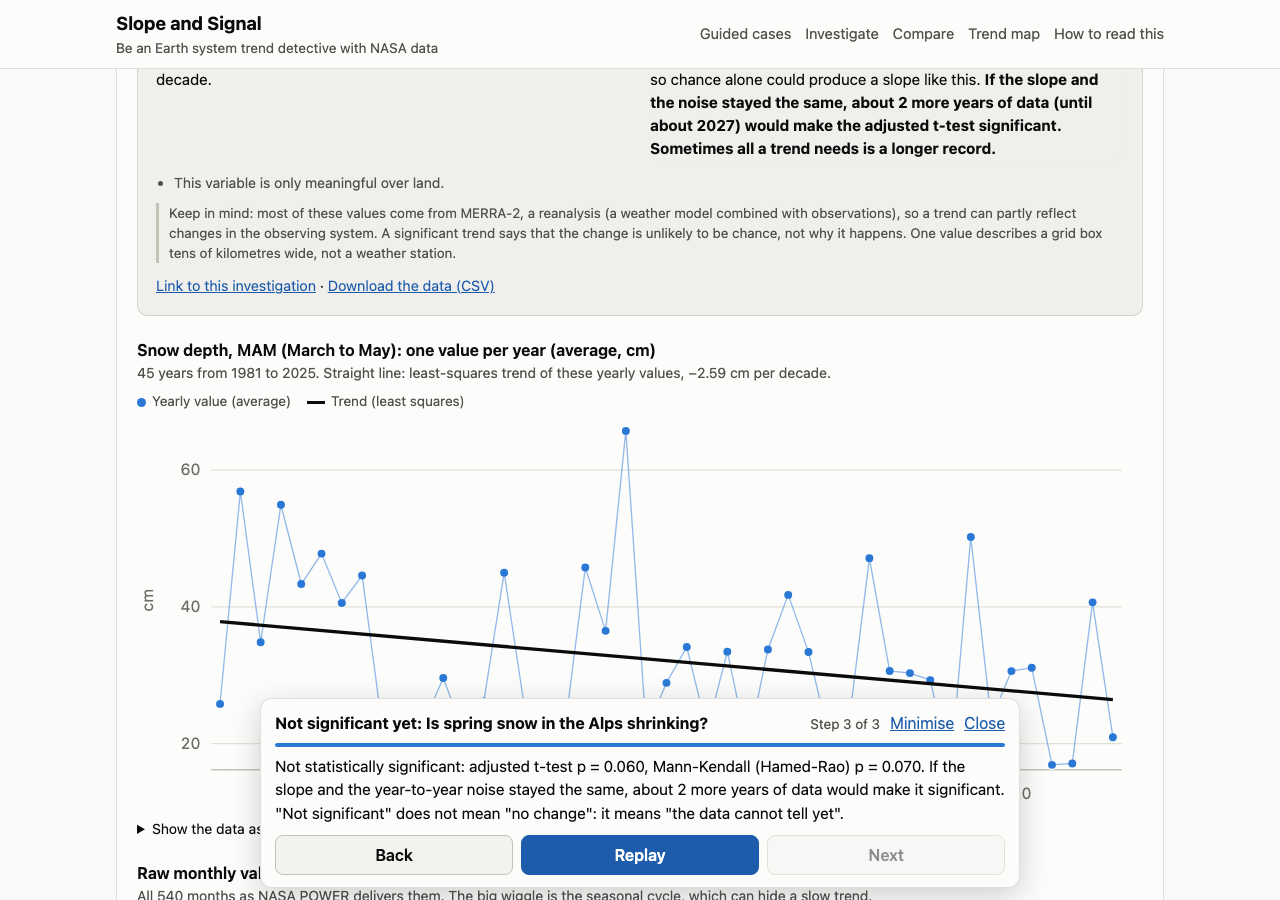 Slope and Signal
Be an Earth system trend detective with NASA data
Guided cases Investigate Compare Trend map How to read this
decade.
so chance alone could produce a slope like this. If the slope and
the noise stayed the same, about 2 more years of data (until
about 2027) would make the adjusted t-test significant.
Sometimes all a trend needs is a longer record.
• This variable is only meaningful over land.
Keep in mind: most of these values come from MERRA-2, a reanalysis (a weather model combined with observations), so a trend can partly reflect
changes in the observing system. A significant trend says that the change is unlikely to be chance, not why it happens. One value describes a grid box
tens of kilometres wide, not a weather station.
Link to this investigation · Download the data (CSV)
Snow depth, MAM (March to May): one value per year (average, cm)
45 years from 1981 to 2025. Straight line: least-squares trend of these yearly values, −2.59 cm per decade.
Yearly value (average) Trend (least squares)
60
40
cm
20
0
Not significant yet: Is spring snow in the Alps shrinking? Step 3 of 3 Minimise Close
Not statistically significant: adjusted t-test p = 0.060, Mann-Kendall (Hamed-Rao) p = 0.070. If the
slope and the year-to-year noise stayed the same, about 2 more years of data would make it significant.
"Not significant" does not mean "no change": it means "the data cannot tell yet".
Back Replay Next
Show the data as
Raw monthly val
All 540 months as NASA POWER delivers them. The big wiggle is the seasonal cycle, which can hide a slow trend.